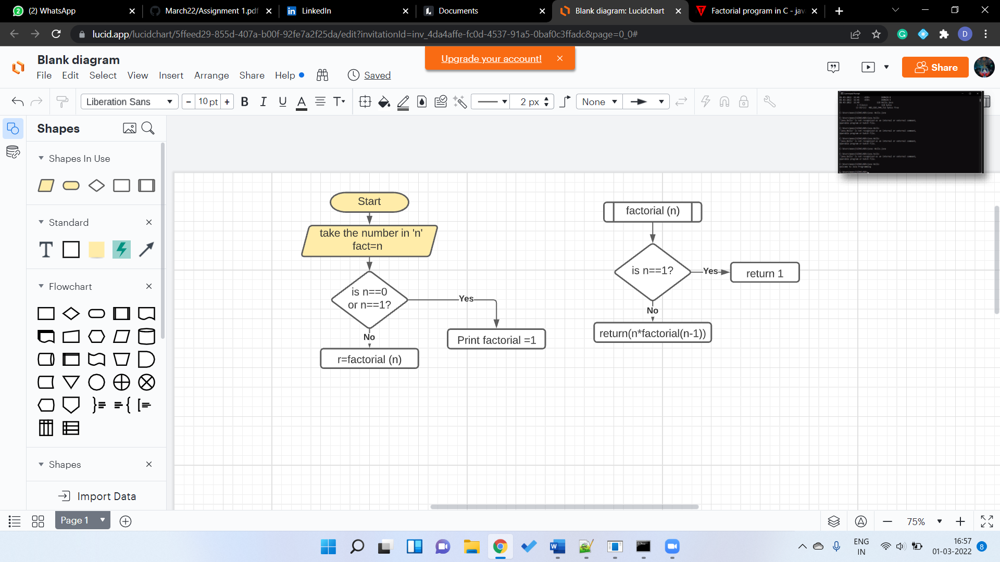 (2) WhatsApp
March22/Assignment 1.pdf
LinkedIn
Documents
Blank diagram: Lucidchart
Factorial program in C - jav
lucid.app/lucidchart/5ffeed29-855d-407a-b00f-92fe7a2f25da/edit?invitationId=inv_4da4affe-fc0d-4537-91a5-0baf0c3ffadc&page=0_0#
D
Blank diagram
Upgrade your account!
File Edit Select View Insert Arrange Share Help
Saved
Share
Liberation Sans
- 10 pt +
B I U A T
2 px
None
Shapes
Shapes In Use
Standard
T
Flowchart
Shapes
Import Data
Start
take the number in 'n'
fact=n
is n==0
or n==1?
Yes
No
Print factorial =1
r=factorial (n)
factorial (n)
is n==1?
Yes
return 1
No
return(n*factorial(n-1))
Page 1
75%
ENG
IN
16:57
01-03-2022
8